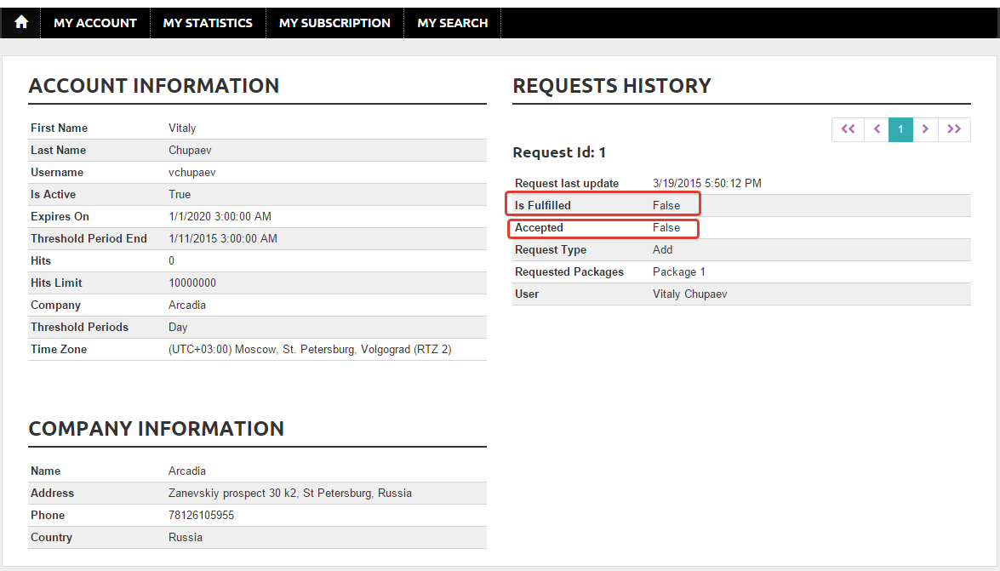 MY ACCOUNT MY STATISTICS MY SUBSCRIPTION MY SEARCH
ACCOUNT INFORMATION
First Name Vitaly
Last Name Chupaev
Username vchupaev
Is Active True
Expires On 1/1/2020 3:00:00 AM
Threshold Period End 1/11/2015 3:00:00 AM
Hits 0
Hits Limit 10000000
Company Arcadia
Threshold Periods Day
Time Zone (UTC+03:00) Moscow, St. Petersburg, Volgograd (RTZ 2)
COMPANY INFORMATION
Name Arcadia
Address Zanevskiy prospect 30 k2, St Petersburg, Russia
Phone 78126105955
Country Russia
REQUESTS HISTORY
<< < 1 > >>
Request Id: 1
Request last update 3/19/2015 5:50:12 PM
Is Fulfilled False
Accepted False
Request Type Add
Requested Packages Package 1
User Vitaly Chupaev